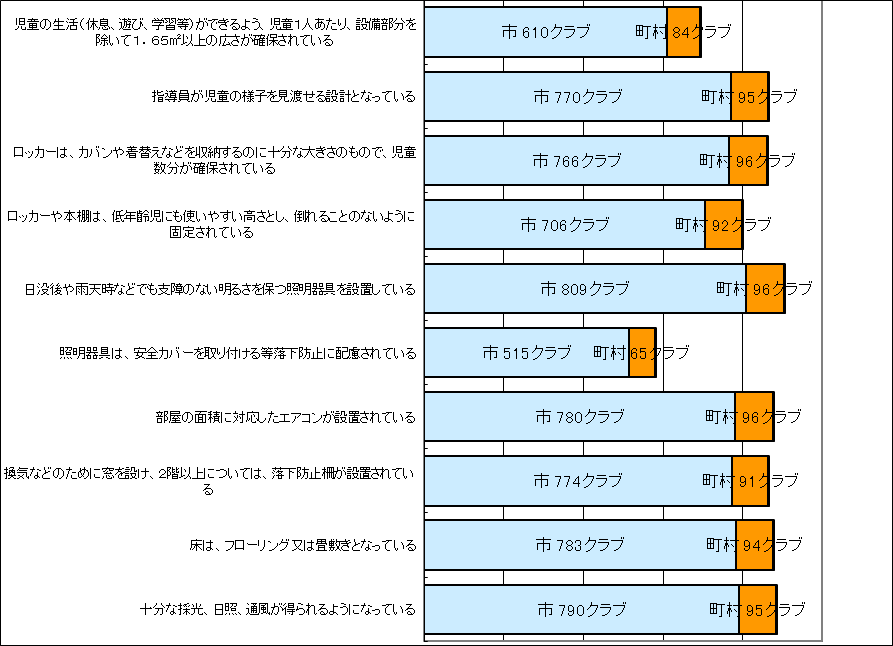 児童の生活（休息、遊び、学習等）ができるよう、児童1人あたり、設備部分を
除いて1．65㎡以上の広さが確保されている
市 610クラブ
町村 84クラブ
指導員が児童の様子を見渡せる設計となっている
市 770クラブ
町村 95クラブ
ロッカーは、カバンや着替えなどを収納するのに十分な大きさのもので、児童
数分が確保されている
市 766クラブ
町村 96クラブ
ロッカーや本棚は、低年齢児にも使いやすい高さとし、倒れることのないように
固定されている
市 706クラブ
町村 92クラブ
日没後や雨天時などでも支障のない明るさを保つ照明器具を設置している
市 809クラブ
町村 96クラブ
照明器具は、安全カバーを取り付ける等落下防止に配慮されている
市 515クラブ
町村 65クラブ
部屋の面積に対応したエアコンが設置されている
市 780クラブ
町村 96クラブ
換気などのために窓を設け、2階以上については、落下防止柵が設置されてい
る
市 774クラブ
町村 91クラブ
床は、フローリング又は畳敷きとなっている
市 783クラブ
町村 94クラブ
十分な採光、日照、通風が得られるようになっている
市 790クラブ
町村 95クラブ